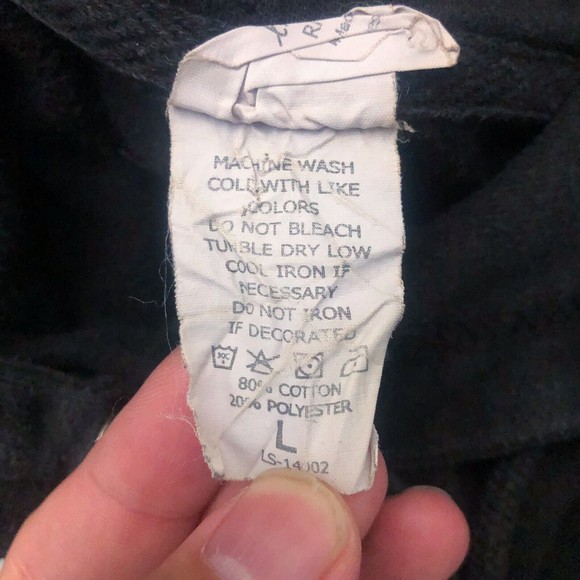 MACHINE WASH
COLD WITH LIKE
COLORS
DO NOT BLEACH
TUMBLE DRY LOW
COOL IRON IF
NECESSARY
DO NOT IRON
IF DECORATED
30C
80% COTTON
20% POLYESTER
L
LS-14002